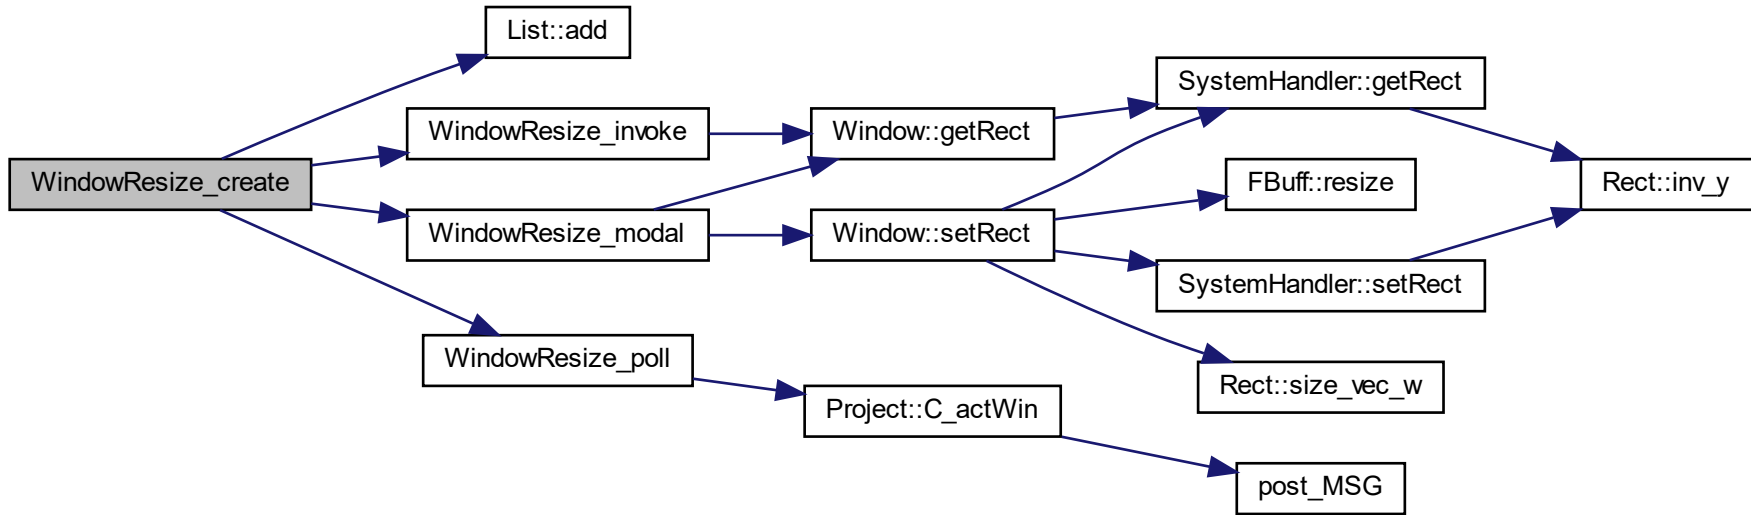 List::add
SystemHandler::getRect
WindowResize_invoke
Window::getRect
WindowResize_create
FBuff::resize
Rect::inv_y
WindowResize_modal
Window::setRect
SystemHandler::setRect
WindowResize_poll
Rect::size_vec_w
Project::C_actWin
post_MSG